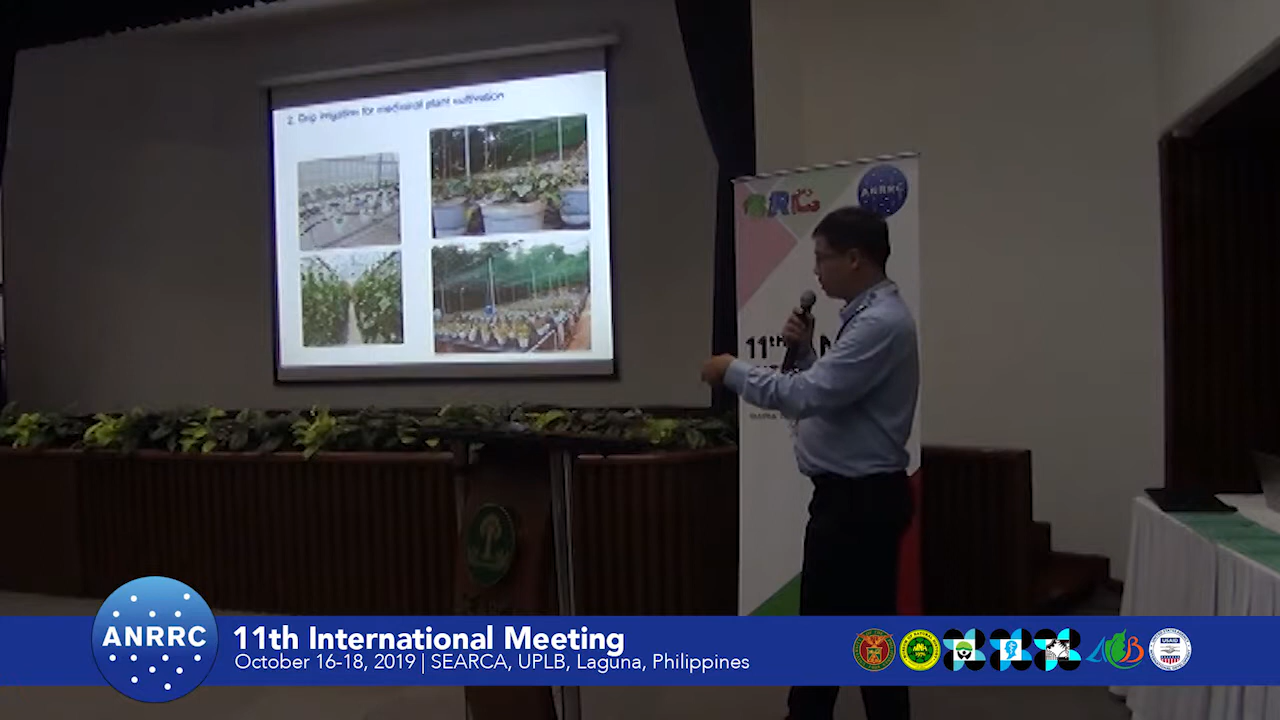 2. Drip irrigation for medicinal plant cultivation
ANRRC
11th
ANRRC
11th International Meeting
October 16-18, 2019 | SEARCA, UPLB, Laguna, Philippines
USAID